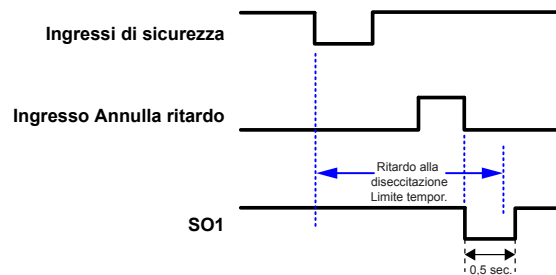 Ingressi di sicurezza
Ingresso Annulla ritardo
Ritardo alla
diseccitazione
Limite tempor.
SO1
0,5 sec.